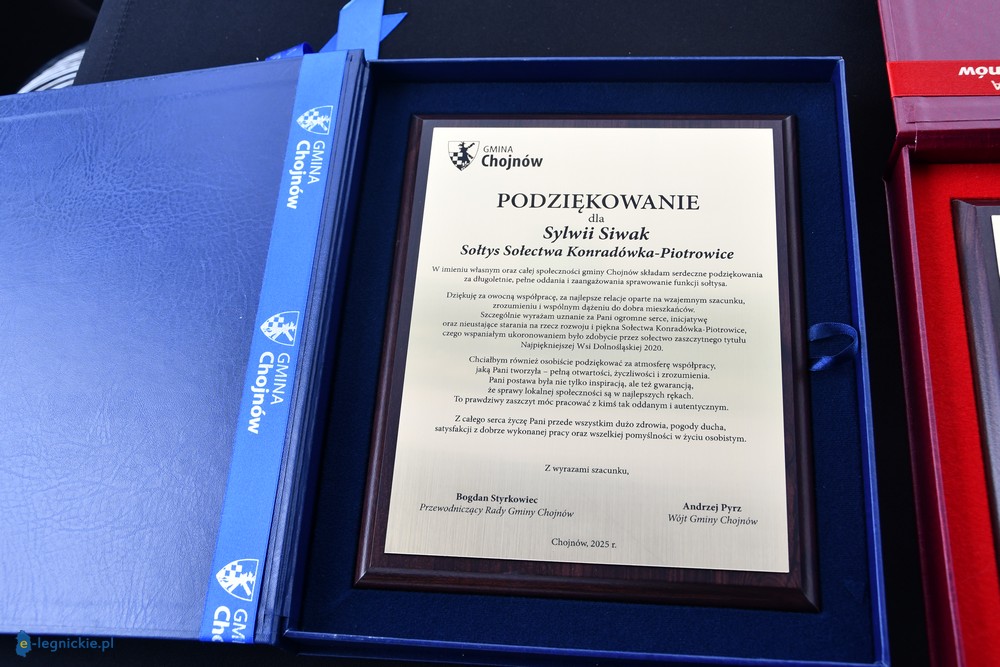 GMINA
Chojnów
GMINA
Chojnów
GMINA
Cho
GMINA
Chojnów
PODZIĘKOWANIE
dla
Sylwii Siwak
Sołtys Sołectwa Konradówka-Piotrowice
W imieniu własnym oraz całej społeczności gminy Chojnów składam serdeczne podziękowania
za długoletnie, pełne oddania i zaangażowania sprawowanie funkcji sołtysa.
Dziękuję za owocną współpracę, za najlepsze relacje oparte na wzajemnym szacunku,
zrozumieniu i wspólnym dążeniu do dobra mieszkańców.
Szczególnie wyrażam uznanie za Pani ogromne serce, inicjatywę
oraz nieustające starania na rzecz rozwoju i piękna Sołectwa Konradówka-Piotrowice,
czego wspaniałym ukoronowaniem było zdobycie przez sołectwo zaszczytnego tytułu
Najpiękniejszej Wsi Dolnośląskiej 2020.
Chciałbym również osobiście podziękować za atmosferę współpracy,
jaką Pani tworzyła – pełną otwartości, życzliwości i zrozumienia.
Pani postawa była nie tylko inspiracją, ale też gwarancją,
że sprawy lokalnej społeczności są w najlepszych rękach.
To prawdziwy zaszczyt móc pracować z kimś tak oddanym i autentycznym.
Z całego serca życzę Pani przede wszystkim dużo zdrowia, pogody ducha,
satysfakcji z dobrze wykonanej pracy oraz wszelkiej pomyślności w życiu osobistym.
Z wyrazami szacunku,
Bogdan Styrkowiec
Przewodniczący Rady Gminy Chojnów
Andrzej Pyrz
Wójt Gminy Chojnów
Chojnów, 2025 r.
nów
e-legnickie.pl